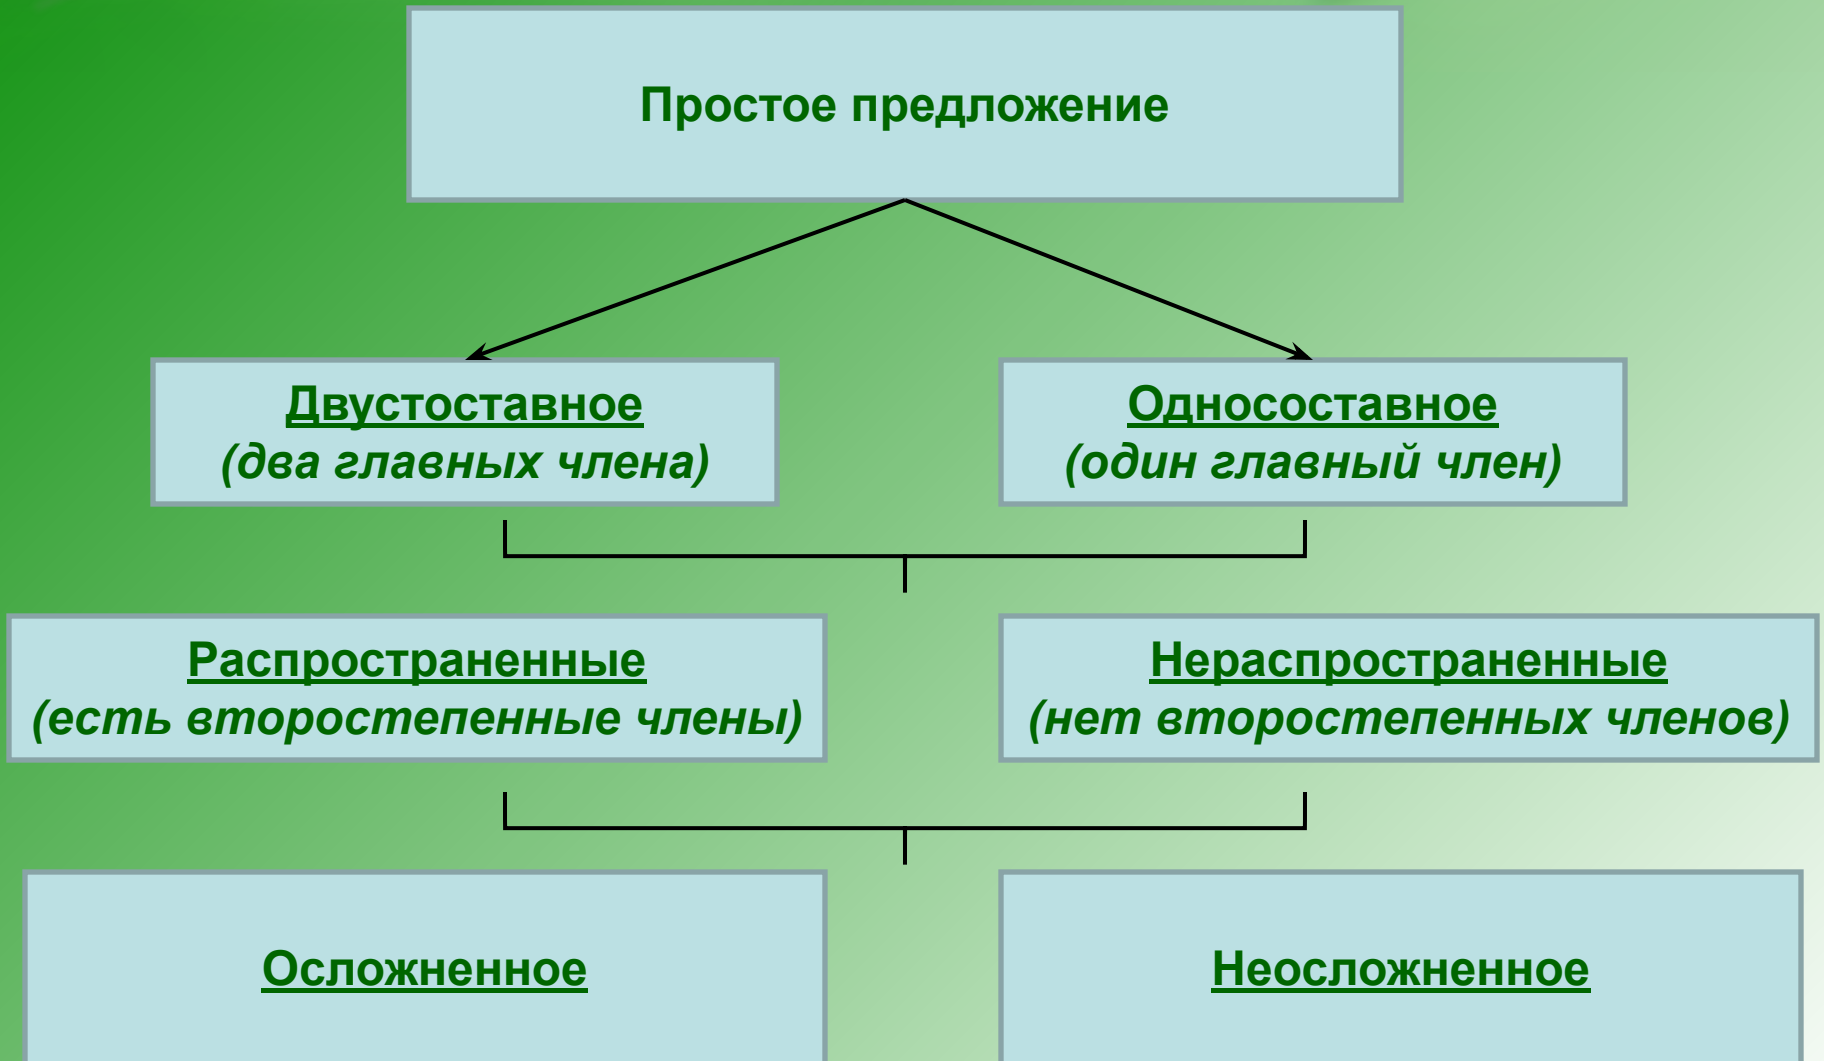 Простое предложение
Двустоставное
(два главных члена)
Односоставное
(один главный член)
Распространенные
(есть второстепенные члены)
Нераспространенные
(нет второстепенных членов)
Осложненное
Неосложненное